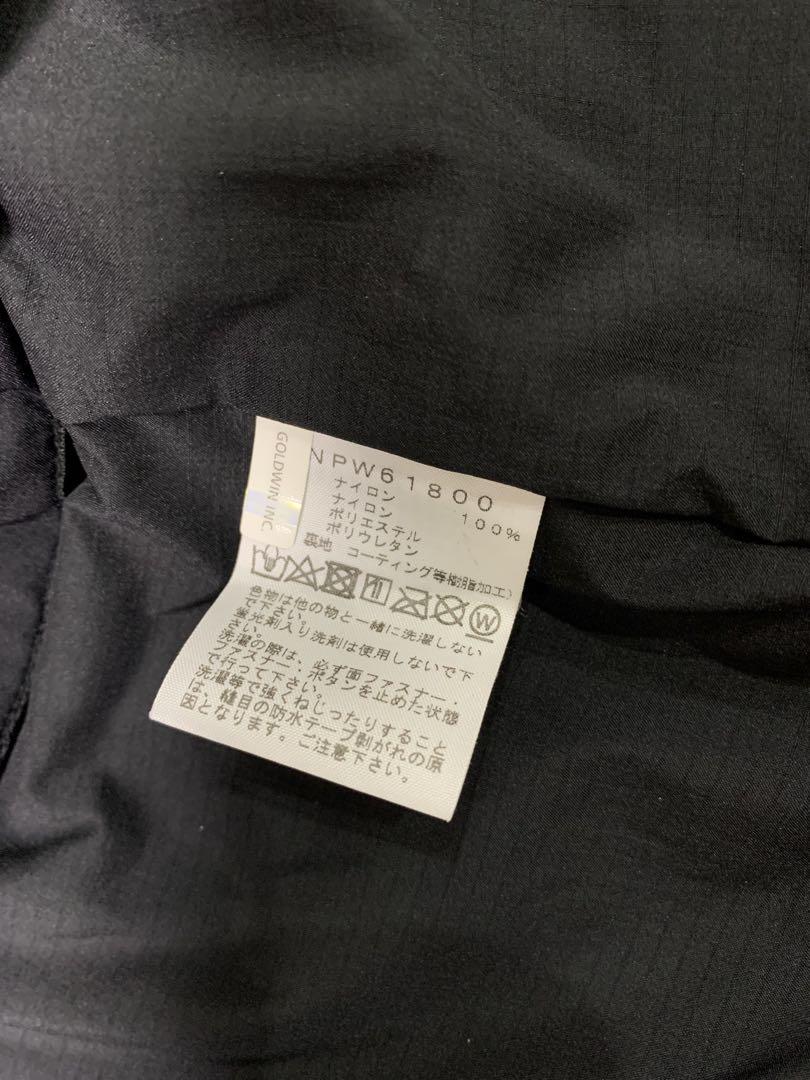 GOLDWIN INC.
NPW61800
ナイロン 100%
ナイロン
ポリエステル
ポリウレタン
裏地 コーティング等樹脂加工)
W
色物は他の物と一緒に洗濯しない
で下さい。
蛍光剤入り洗剤は使用しないで下
さい。
洗濯の際は、必ず面ファスナー・
ファスナー、ボタンを止めた状態
で行って下さい。
洗濯等で強くねじったりすること
は、縫目の防水テープ剥がれの原
因となります。ご注意下さい。